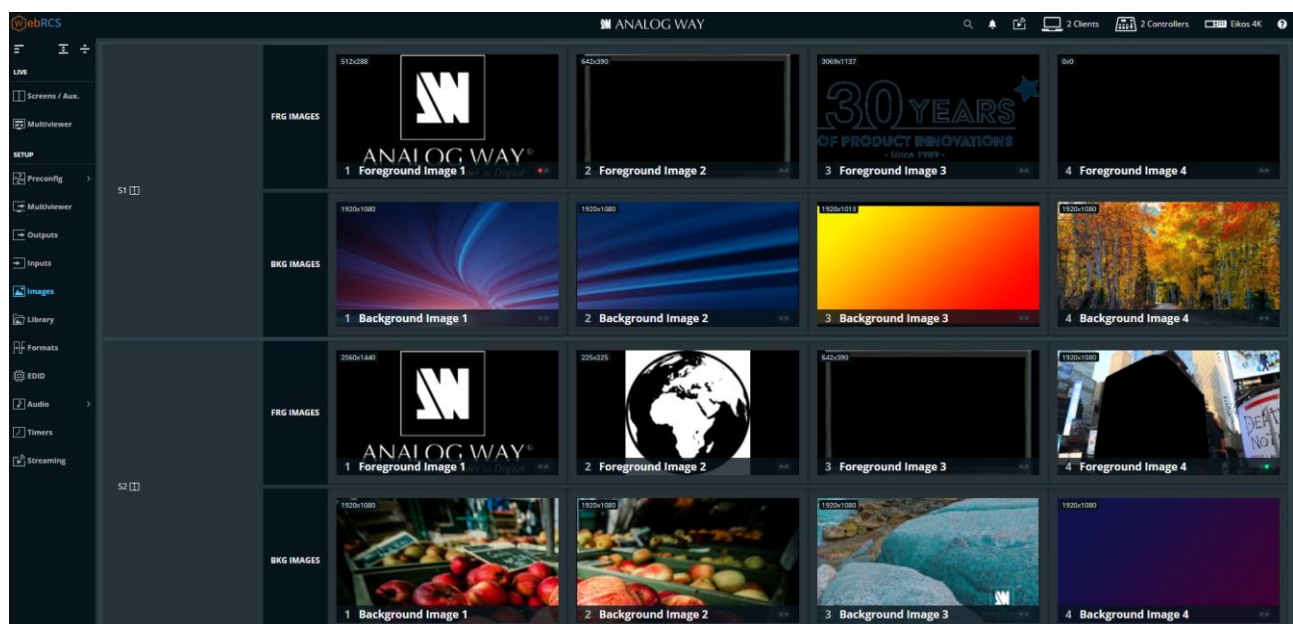 WebRCS
ANALOG WAY
2 Clients
2 Controllers
Eikos 4K
LIVE
Screens / Aux.
Multiviewer
SETUP
Preconfig
Multiviewer
Outputs
Inputs
Images
Library
Formats
EDID
Audio
Timers
Streaming
S1
FRG IMAGES
512x288
ANALOG WAY®
1 Foreground Image 1
642x390
2 Foreground Image 2
3069x1137
30 YEARS
OF PRODUCT INNOVATIONS
- Since 1989 -
3 Foreground Image 3
0x0
4 Foreground Image 4
BKG IMAGES
1920x1080
1 Background Image 1
1920x1080
2 Background Image 2
1920x1013
3 Background Image 3
1920x1080
4 Background Image 4
S2
FRG IMAGES
2560x1440
ANALOG WAY®
1 Foreground Image 1
225x225
2 Foreground Image 2
642x390
3 Foreground Image 3
1920x1080
NOT
4 Foreground Image 4
BKG IMAGES
1920x1080
1 Background Image 1
1920x1080
2 Background Image 2
1920x1080
3 Background Image 3
1920x1080
4 Background Image 4